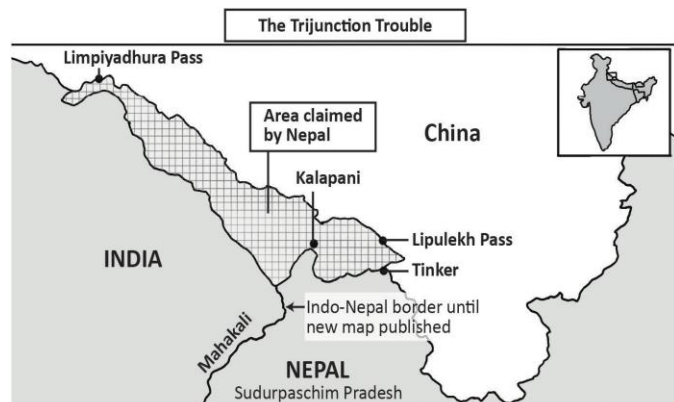 The Trijunction Trouble
Limpiyadhura Pass
Area claimed
by Nepal
China
Kalapani
Lipulekh Pass
INDIA
Tinker
Indo-Nepal border until
new map published
Mahakali
NEPAL
Sudurpaschim Pradesh